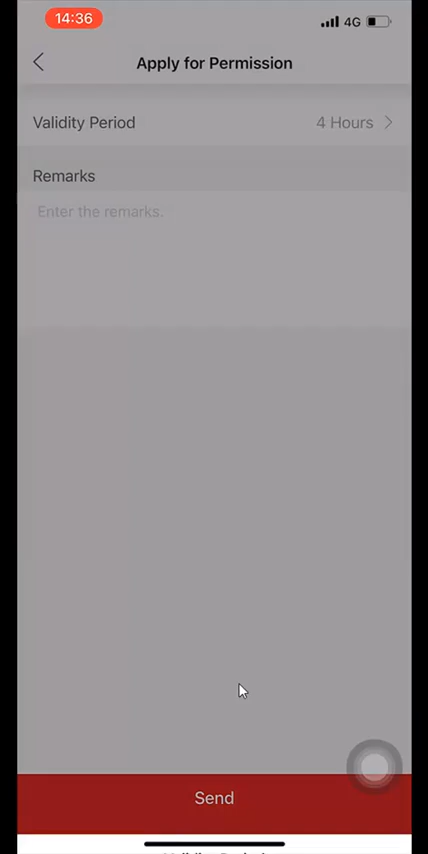 14:36
4G
Apply for Permission
Validity Period
4 Hours
Remarks
Enter the remarks.
Send